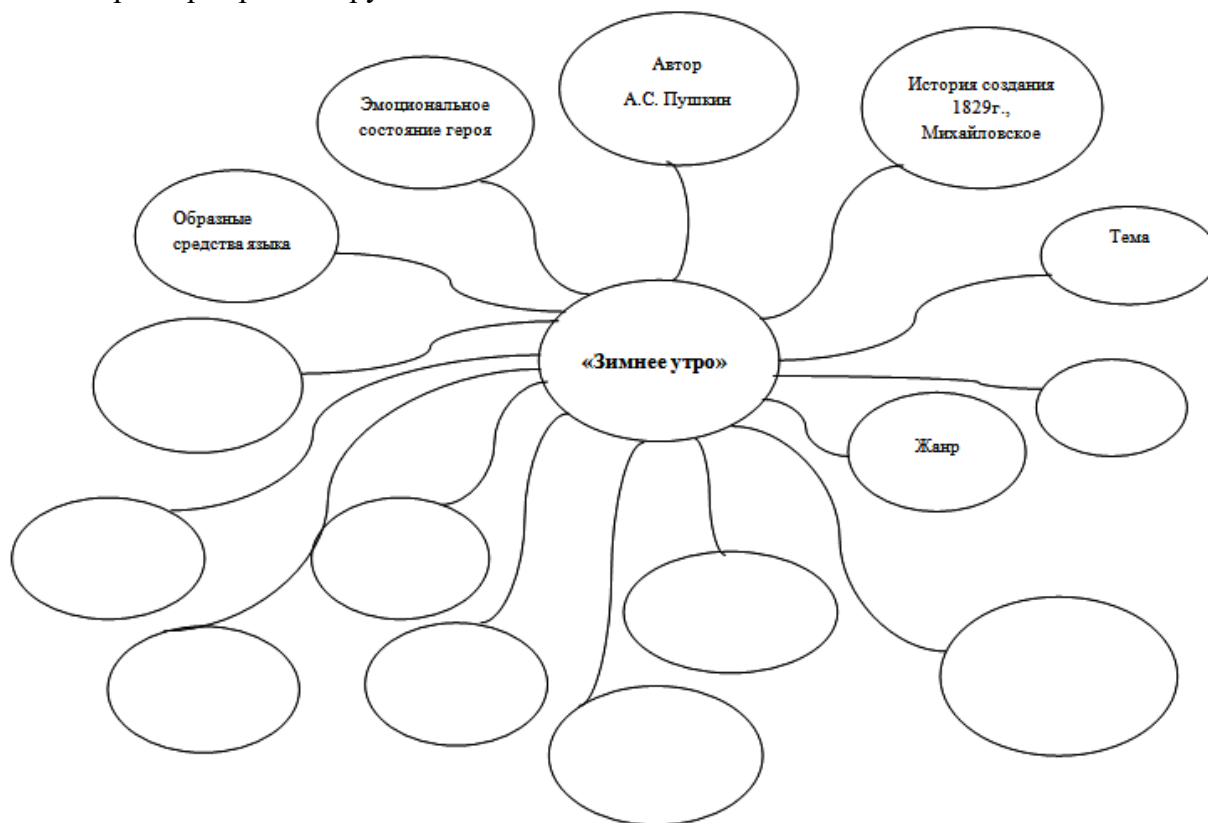 Автор
А.С. Пушкин
История создания
1829г.,
Михайловское
Эмоциональное
состояние героя
Образные
средства языка
Тема
«Зимнее утро»
Жанр